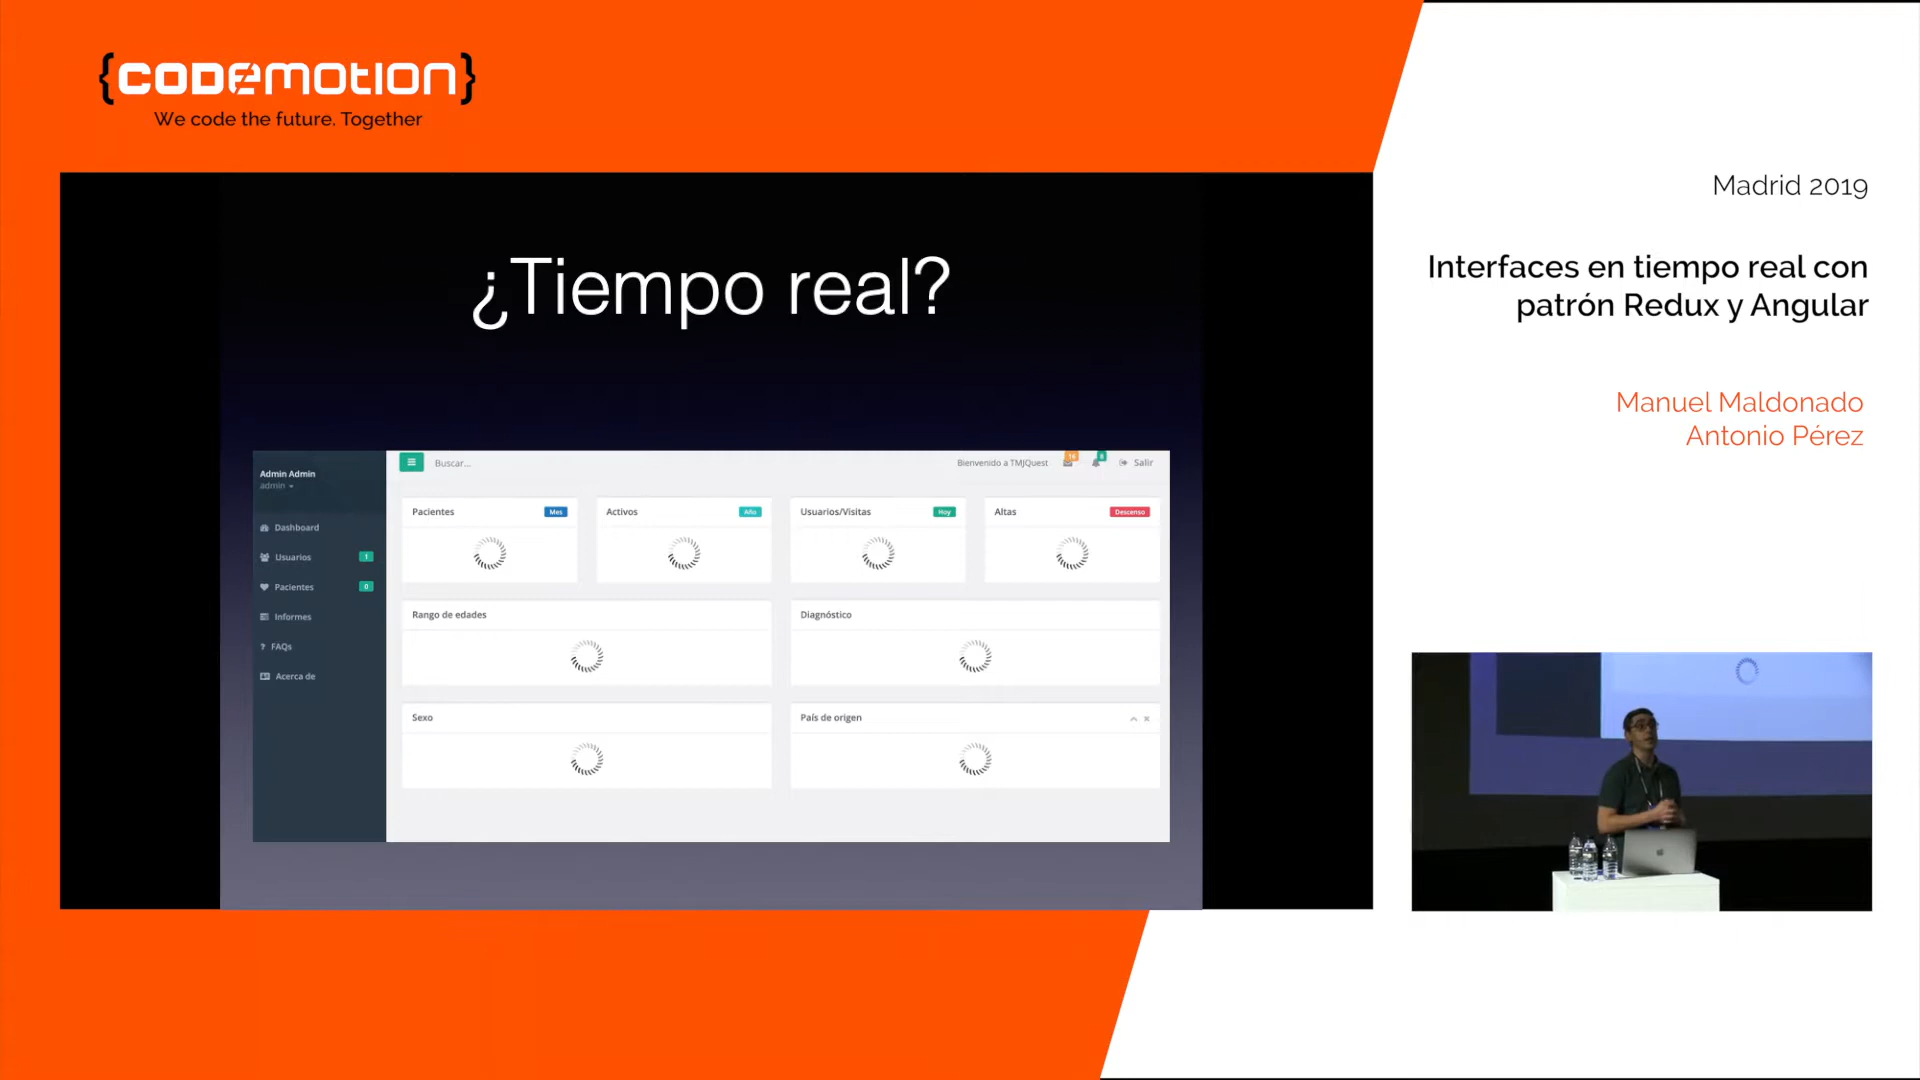 {codemotion}
We code the future. Together
Madrid 2019
Interfaces en tiempo real con
patrón Redux y Angular
Manuel Maldonado
Antonio Pérez
¿Tiempo real?
Admin Admin
admin
Dashboard
Usuarios 1
Pacientes 0
Informes
? FAQs
Acerca de
Buscar...
Bienvenido a TMJQuest 16 8 Salir
Pacientes Mes
Activos Año
Usuarios/Visitas Hoy
Altas Descenso
Rango de edades
Diagnóstico
Sexo
País de origen